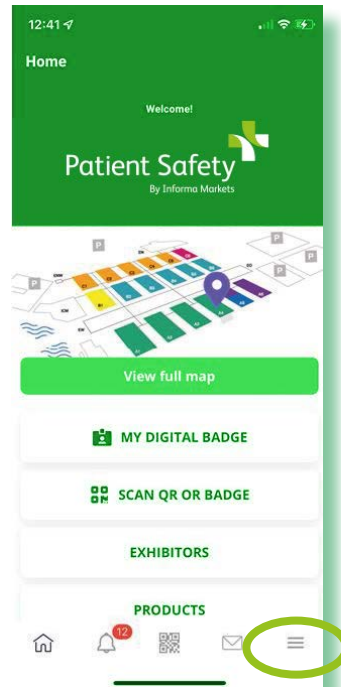 12:41
Home
Welcome!
Patient Safety
By Informa Markets
P
P
P
P
P
View full map
MY DIGITAL BADGE
SCAN QR OR BADGE
EXHIBITORS
PRODUCTS
12